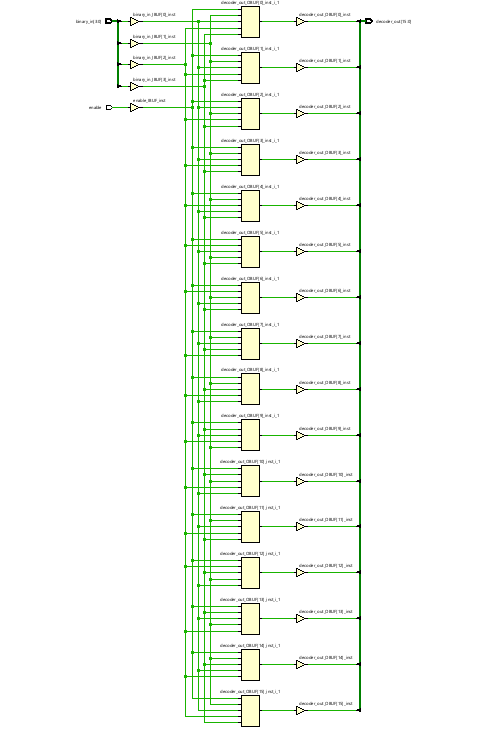 decoder_out_OBUF[0]_inst_i_1
binary_in[3:0]
binary_in_IBUF[0]_inst
decoder_out_OBUF[0]_inst
decoder_out[15:0]
binary_in_IBUF[1]_inst
decoder_out_OBUF[1]_inst_i_1
binary_in_IBUF[2]_inst
decoder_out_OBUF[1]_inst
binary_in_IBUF[3]_inst
decoder_out_OBUF[2]_inst_i_1
enable
enable_IBUF_inst
decoder_out_OBUF[2]_inst
decoder_out_OBUF[3]_inst_i_1
decoder_out_OBUF[3]_inst
decoder_out_OBUF[4]_inst_i_1
decoder_out_OBUF[4]_inst
decoder_out_OBUF[5]_inst_i_1
decoder_out_OBUF[5]_inst
decoder_out_OBUF[6]_inst_i_1
decoder_out_OBUF[6]_inst
decoder_out_OBUF[7]_inst_i_1
decoder_out_OBUF[7]_inst
decoder_out_OBUF[8]_inst_i_1
decoder_out_OBUF[8]_inst
decoder_out_OBUF[9]_inst_i_1
decoder_out_OBUF[9]_inst
decoder_out_OBUF[10]_inst_i_1
decoder_out_OBUF[10]_inst
decoder_out_OBUF[11]_inst_i_1
decoder_out_OBUF[11]_inst
decoder_out_OBUF[12]_inst_i_1
decoder_out_OBUF[12]_inst
decoder_out_OBUF[13]_inst_i_1
decoder_out_OBUF[13]_inst
decoder_out_OBUF[14]_inst_i_1
decoder_out_OBUF[14]_inst
decoder_out_OBUF[15]_inst_i_1
decoder_out_OBUF[15]_inst